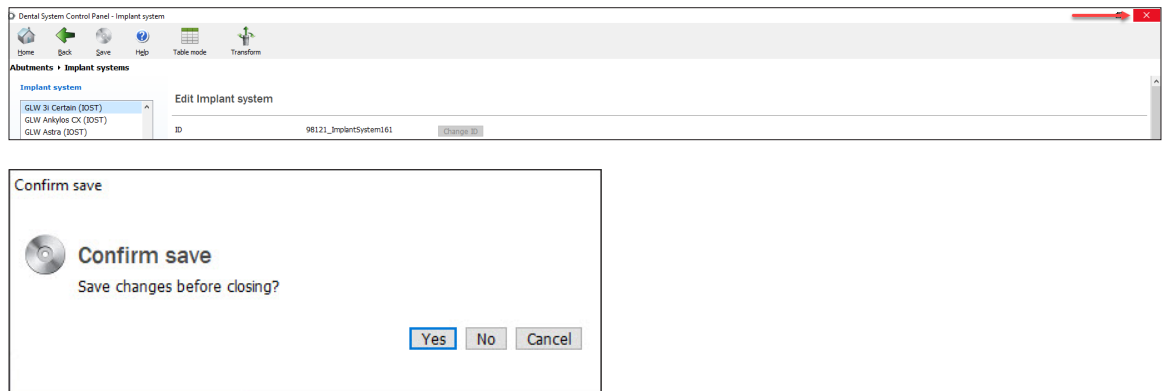 Dental System Control Panel - Implant system
Home Back Save Help Table mode Transform
Abutments Implant systems
Implant system
Edit Implant system
GLW 3i Certain (IOST)
GLW Ankylos CX (IOST)
GLW Astra (IOST)
ID 98121_ImplantSystem161 Change ID
Confirm save
Confirm save
Save changes before closing?
Yes No Cancel